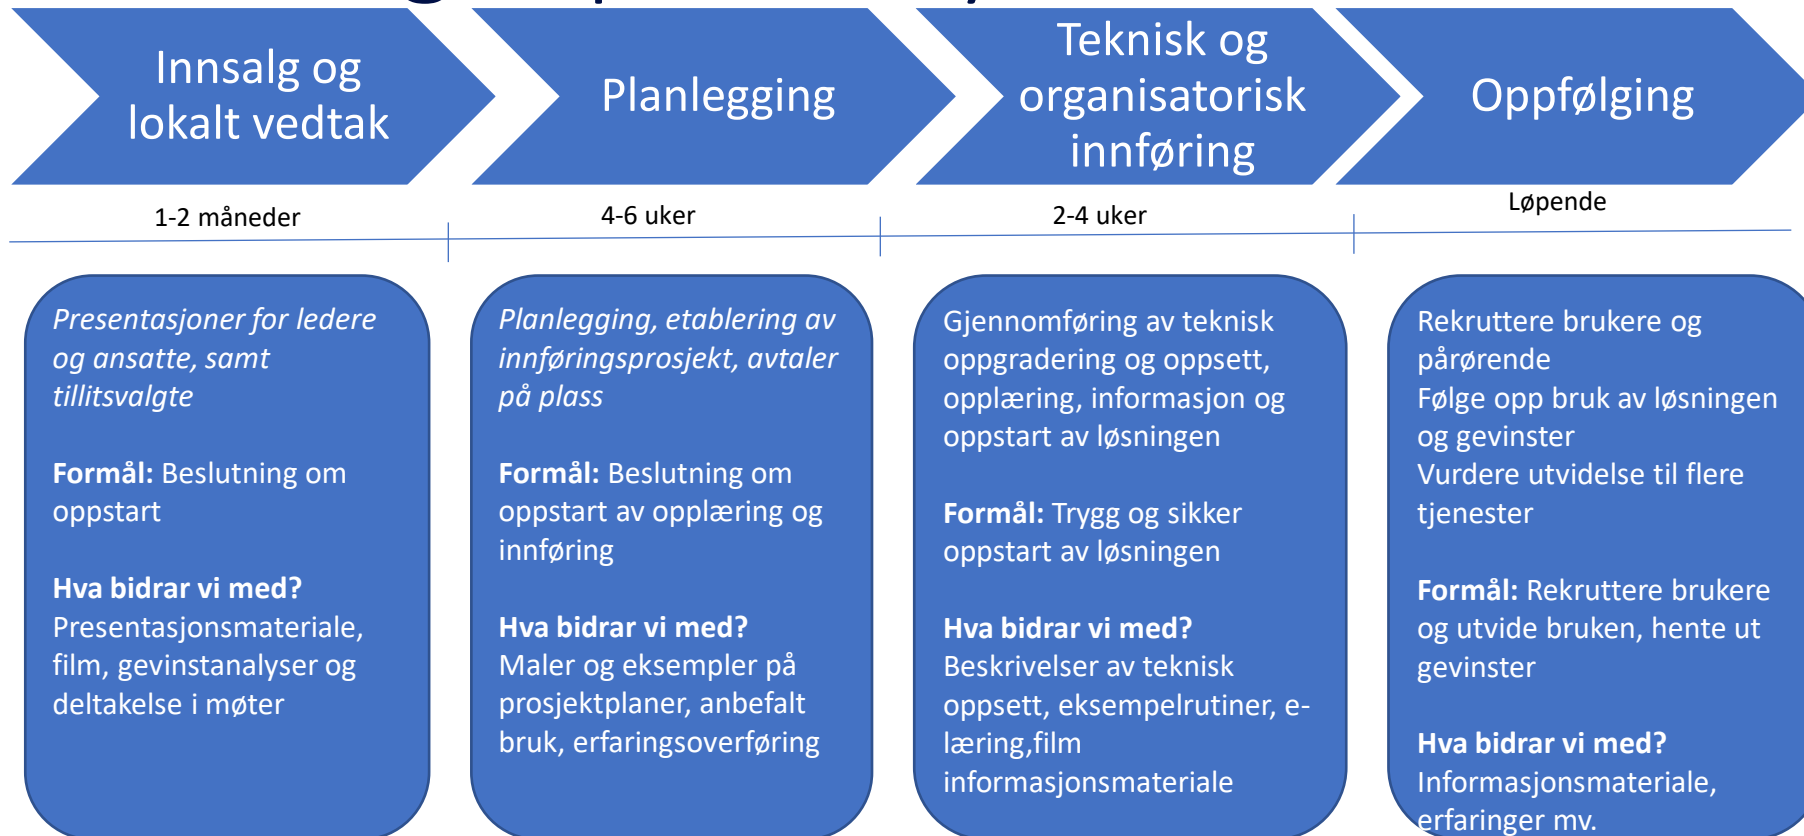 Innsalg og
lokalt vedtak
Planlegging
Teknisk og
organisatorisk
innføring
Oppfølging
1-2 måneder
4-6 uker
2-4 uker
Løpende
Presentasjoner for ledere
og ansatte, samt
tillitsvalgte
Formål: Beslutning om
oppstart
Hva bidrar vi med?
Presentasjonsmateriale,
film, gevinstanalyser og
deltakelse i møter
Planlegging, etablering av
innføringsprosjekt, avtaler
på plass
Formål: Beslutning om
oppstart av opplæring og
innføring
Hva bidrar vi med?
Maler og eksempler på
prosjektplaner, anbefalt
bruk, erfaringsoverføring
Gjennomføring av teknisk
oppgradering og oppsett,
opplæring, informasjon og
oppstart av løsningen
Formål: Trygg og sikker
oppstart av løsningen
Hva bidrar vi med?
Beskrivelser av teknisk
oppsett, eksempelrutiner, e-
læring,film
informasjonsmateriale
Rekruttere brukere og
pårørende
Følge opp bruk av løsningen
og gevinster
Vurdere utvidelse til flere
tjenester
Formål: Rekruttere brukere
og utvide bruken, hente ut
gevinster
Hva bidrar vi med?
Informasjonsmateriale,
erfaringer mv.